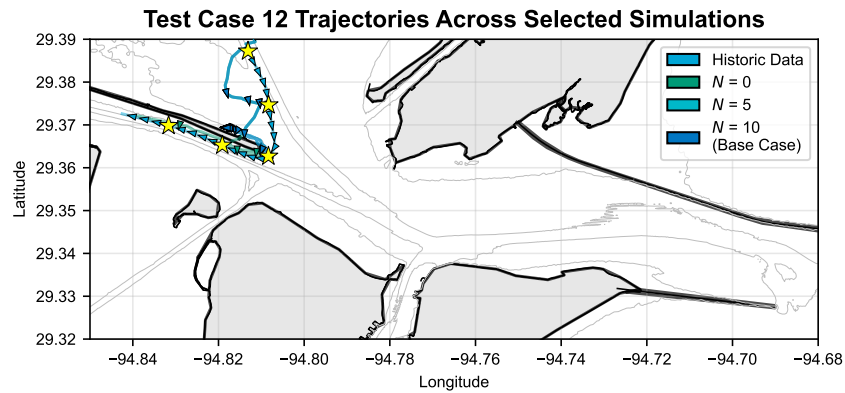 Test Case 12 Trajectories Across Selected Simulations
29.39
29.38
29.37
29.36
29.35
29.34
29.33
29.32
Latitude
Historic Data
N = 0
N = 5
N = 10
(Base Case)
−94.84
−94.82
−94.80
−94.78
−94.76
−94.74
−94.72
−94.70
−94.68
Longitude